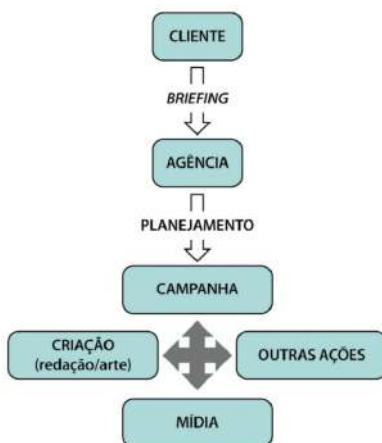 CLIENTE
BRIEFING
AGÊNCIA
PLANEJAMENTO
CAMPANHA
CRIAÇÃO
(redação/arte)
OUTRAS AÇÕES
MÍDIA